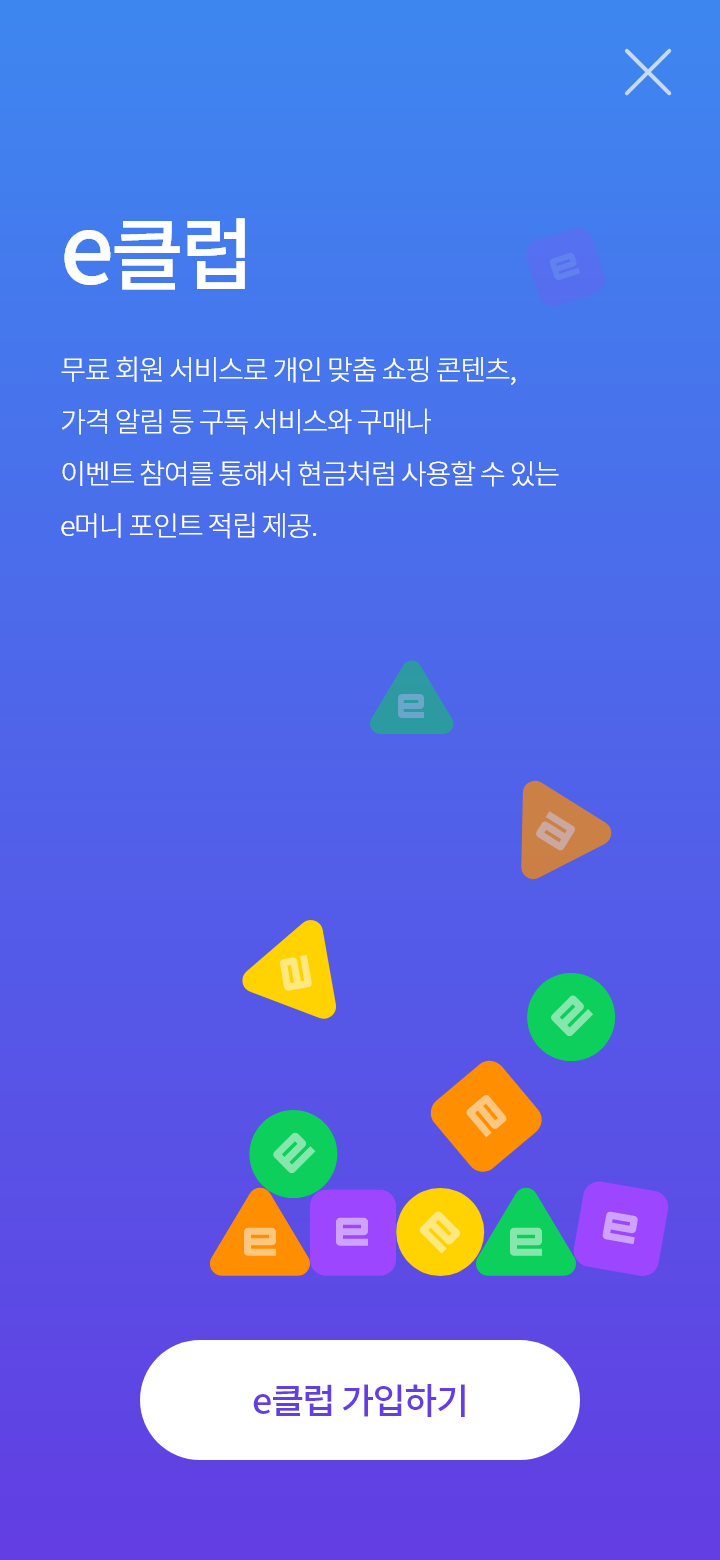 e클럽
무료 회원 서비스로 개인 맞춤 쇼핑 콘텐츠,
가격 알림 등 구독 서비스와 구매나
이벤트 참여를 통해서 현금처럼 사용할 수 있는
e머니 포인트 적립 제공.
e
e
e
e
e
e
e
e
e
e
e
e
e클럽 가입하기